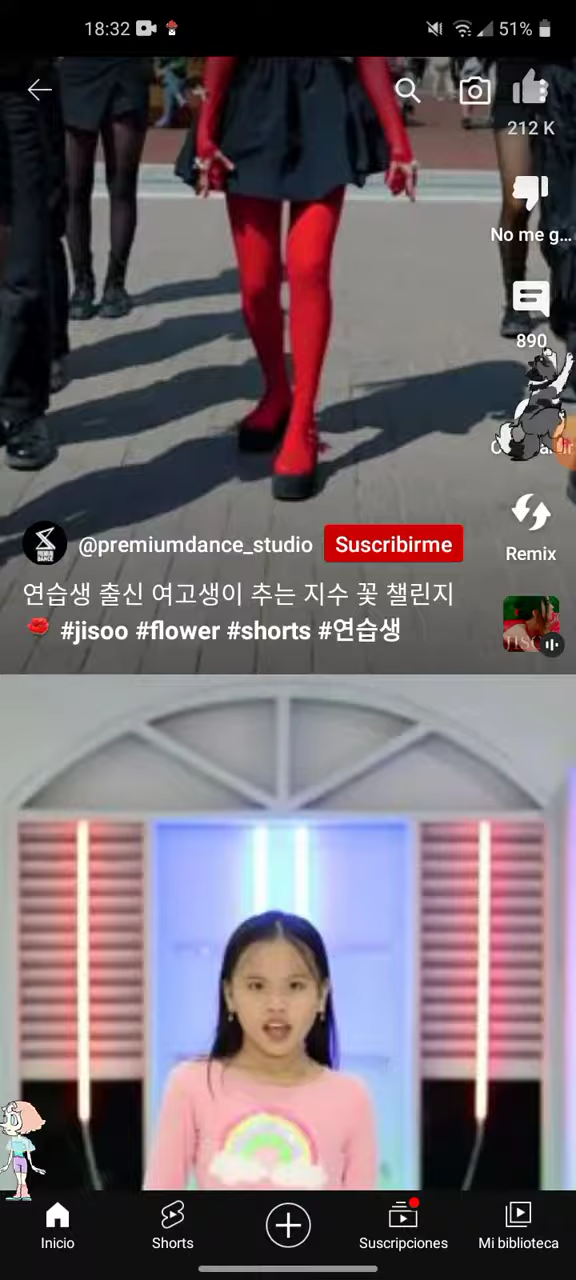 18:32
51%
212 K
No me g...
890
@premiumdance_studio
Suscribirme
Remix
연습생 출신 여고생이 추는 지수 꽃 챌린지
#jisoo #flower #shorts #연습생
Inicio
Shorts
Suscripciones
Mi biblioteca